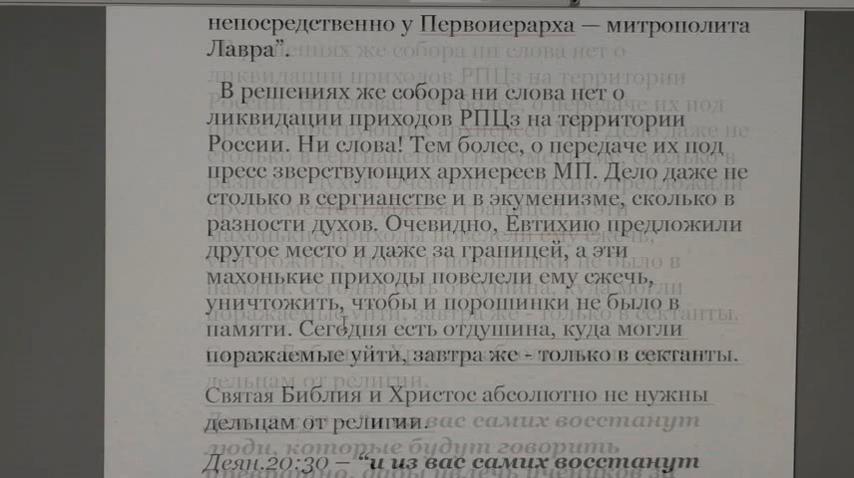 непосредственно у Первоиерарха — митрополита
Лавра”.
В решениях же собора ни слова нет о
ликвидации приходов РПЦз на территории
России. Ни слова! Тем более, о передаче их под
пресс зверствующих архиереев МП. Дело даже не
столько в сергианстве и в экуменизме, сколько в
разности духов. Очевидно, Евтихию предложили
другое место и даже за границей, а эти
махонькие приходы повелели ему сжечь,
уничтожить, чтобы и порошинки не было в
памяти. Сегодня есть отдушина, куда могли
поражаемые уйти, завтра же - только в сектанты.
Святая Библия и Христос абсолютно не нужны
дельцам от религии.
Деян.20:30 – “и из вас самих восстанут